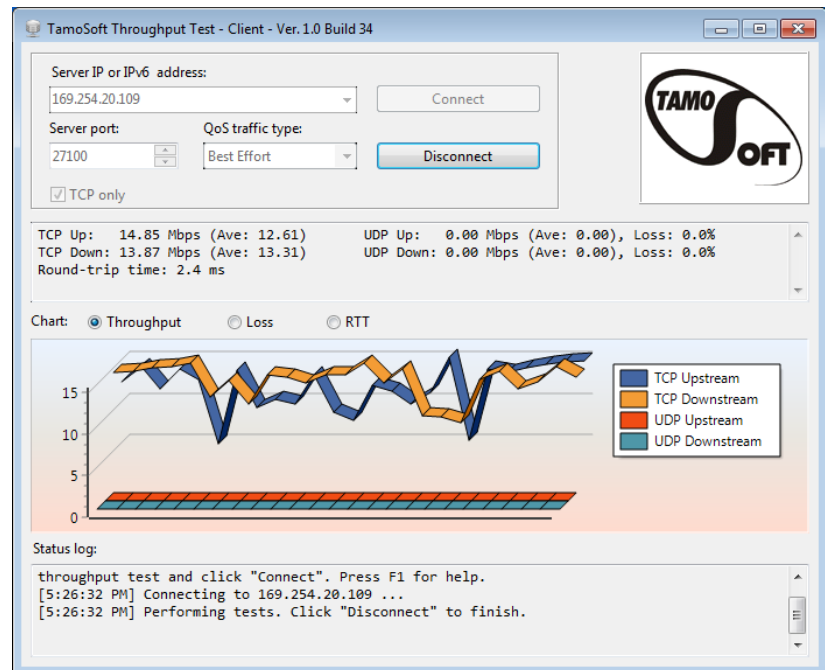 TamoSoft Throughput Test - Client - Ver. 1.0 Build 34
Server IP or IPv6 address:
169.254.20.109
Connect
Server port:
QoS traffic type:
27100
Best Effort
Disconnect
TCP only
TAMO
SOFT
TCP Up: 14.85 Mbps (Ave: 12.61) UDP Up: 0.00 Mbps (Ave: 0.00), Loss: 0.0%
TCP Down: 13.87 Mbps (Ave: 13.31) UDP Down: 0.00 Mbps (Ave: 0.00), Loss: 0.0%
Round-trip time: 2.4 ms
Chart: Throughput Loss RTT
15
10
5
0
TCP Upstream
TCP Downstream
UDP Upstream
UDP Downstream
Status log:
throughput test and click "Connect". Press F1 for help.
[5:26:32 PM] Connecting to 169.254.20.109 ...
[5:26:32 PM] Performing tests. Click "Disconnect" to finish.